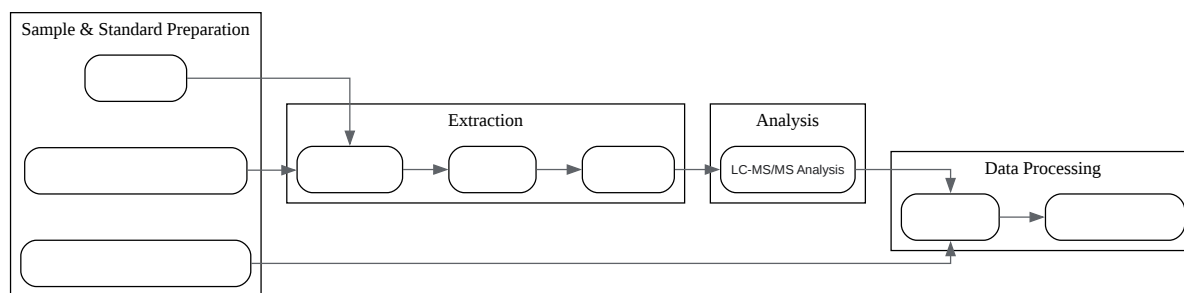 Sample & Standard Preparation
Extraction
Analysis
LC-MS/MS Analysis
Data Processing